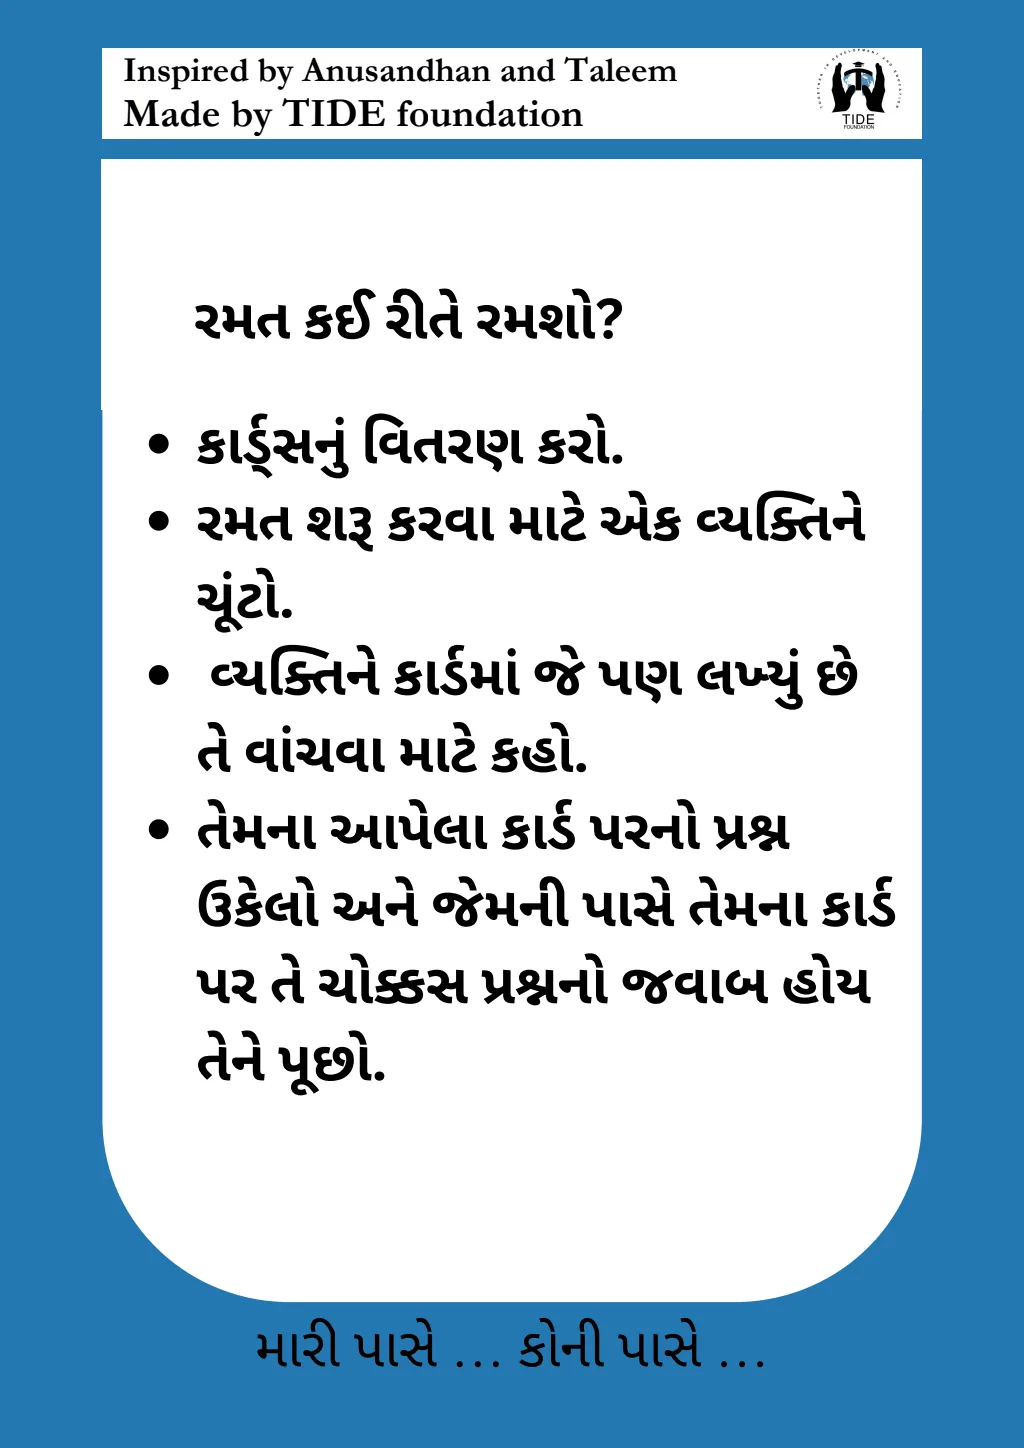 Inspired by Anusandhan and Taleem
Made by TIDE foundation
TIDE
FOUNDATION
રમત કઈ રીતે રમશો?
• કાર્ડ્સનું વિતરણ કરો.
• રમત શરૂ કરવા માટે એક વ્યક્તિને
ચૂંટો.
• વ્યક્તિને કાર્ડમાં જે પણ લખ્યું છે
તે વાંચવા માટે કહો.
• તેમના આપેલા કાર્ડ પરનો પ્રશ્ન
ઉકેલો અને જેમની પાસે તેમના કાર્ડ
પર તે ચોક્કસ પ્રશ્નનો જવાબ હોય
તેને પૂછો.
મારી પાસે ... કોની પાસે ...